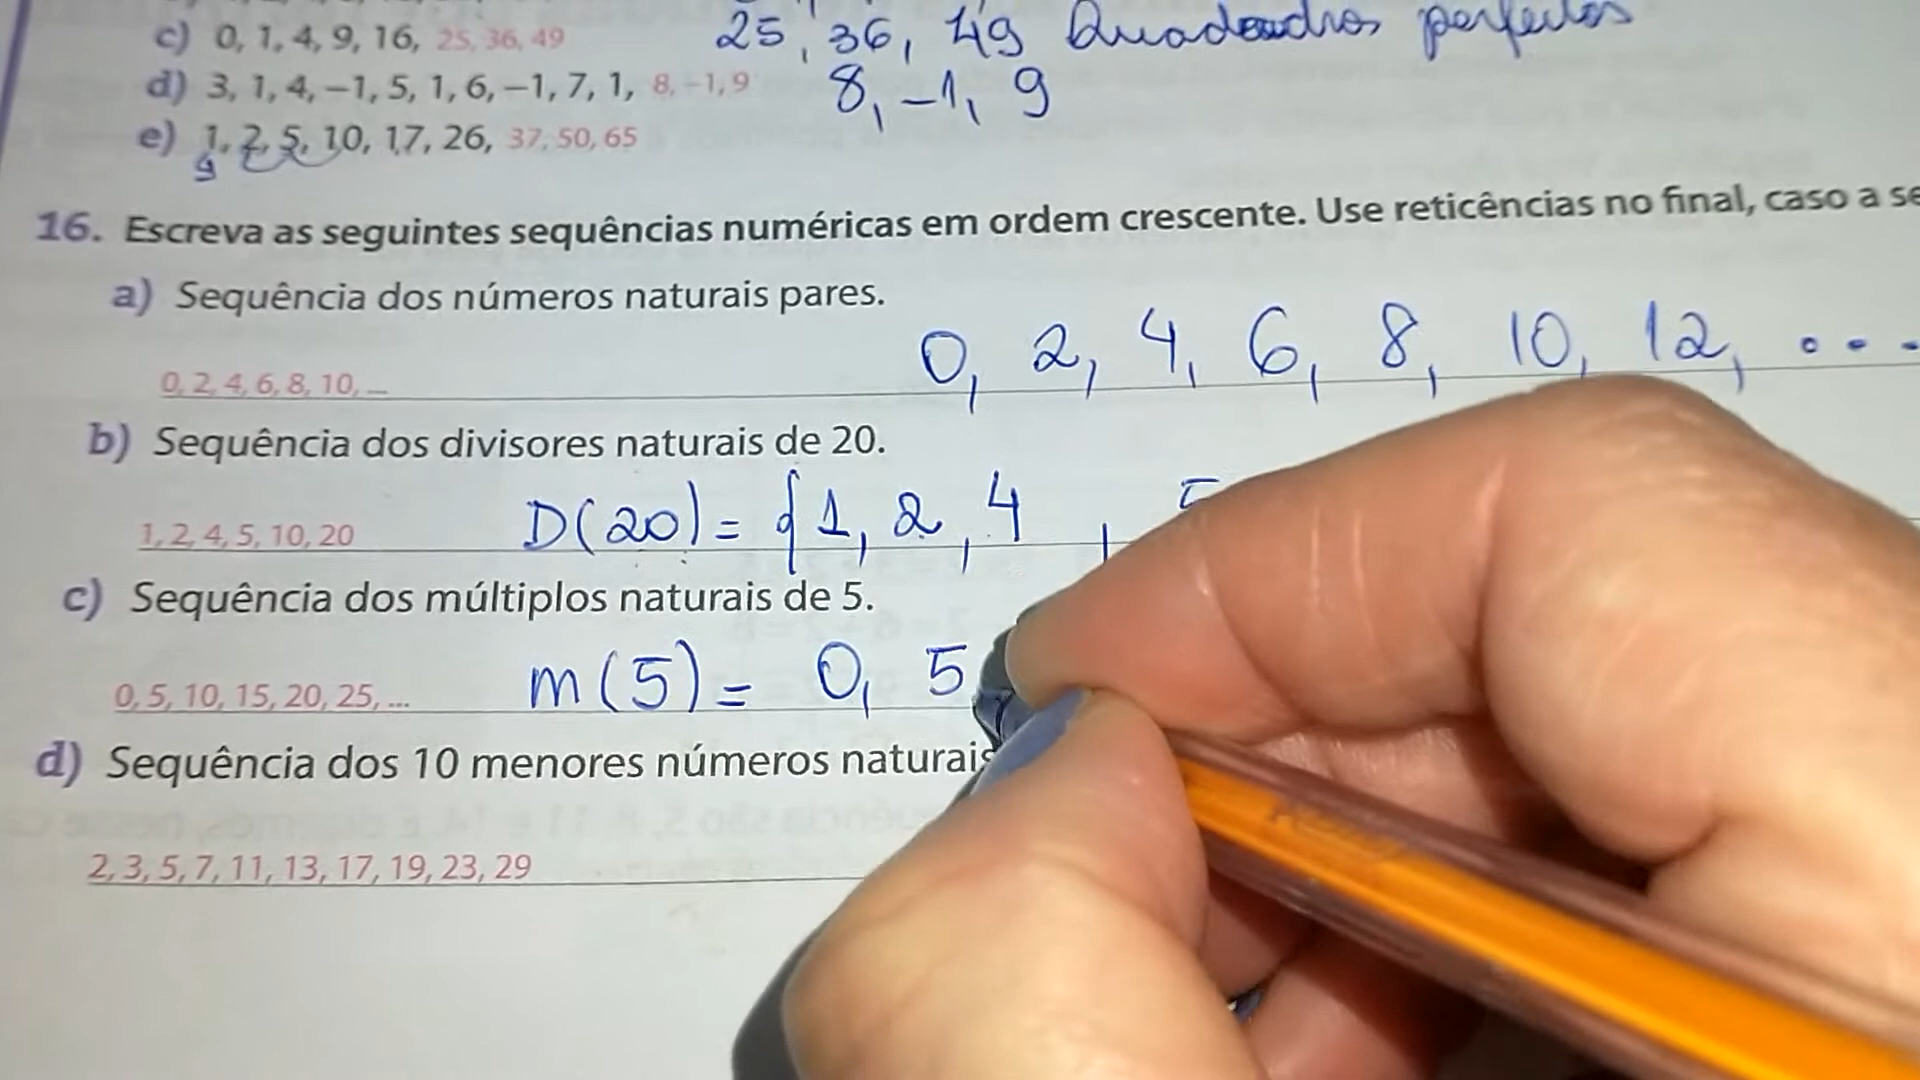 c) 0, 1, 4, 9, 16, 25, 36, 49 25, 36, 49 Quadrados perfeitos
d) 3, 1, 4, −1, 5, 1, 6, −1, 7, 1, 8, −1, 9 8, −1, 9
e) 1, 2, 5, 10, 17, 26, 37, 50, 65
16. Escreva as seguintes sequências numéricas em ordem crescente. Use reticências no final, caso a
a) Sequência dos números naturais pares.
0, 2, 4, 6, 8, 10, 12, ...
0, 2, 4, 6, 8, 10, ...
b) Sequência dos divisores naturais de 20.
1, 2, 4, 5, 10, 20 D(20) = {1, 2, 4, 5
c) Sequência dos múltiplos naturais de 5.
0, 5, 10, 15, 20, 25, ... m(5) = 0, 5
d) Sequência dos 10 menores números naturais
2, 3, 5, 7, 11, 13, 17, 19, 23, 29